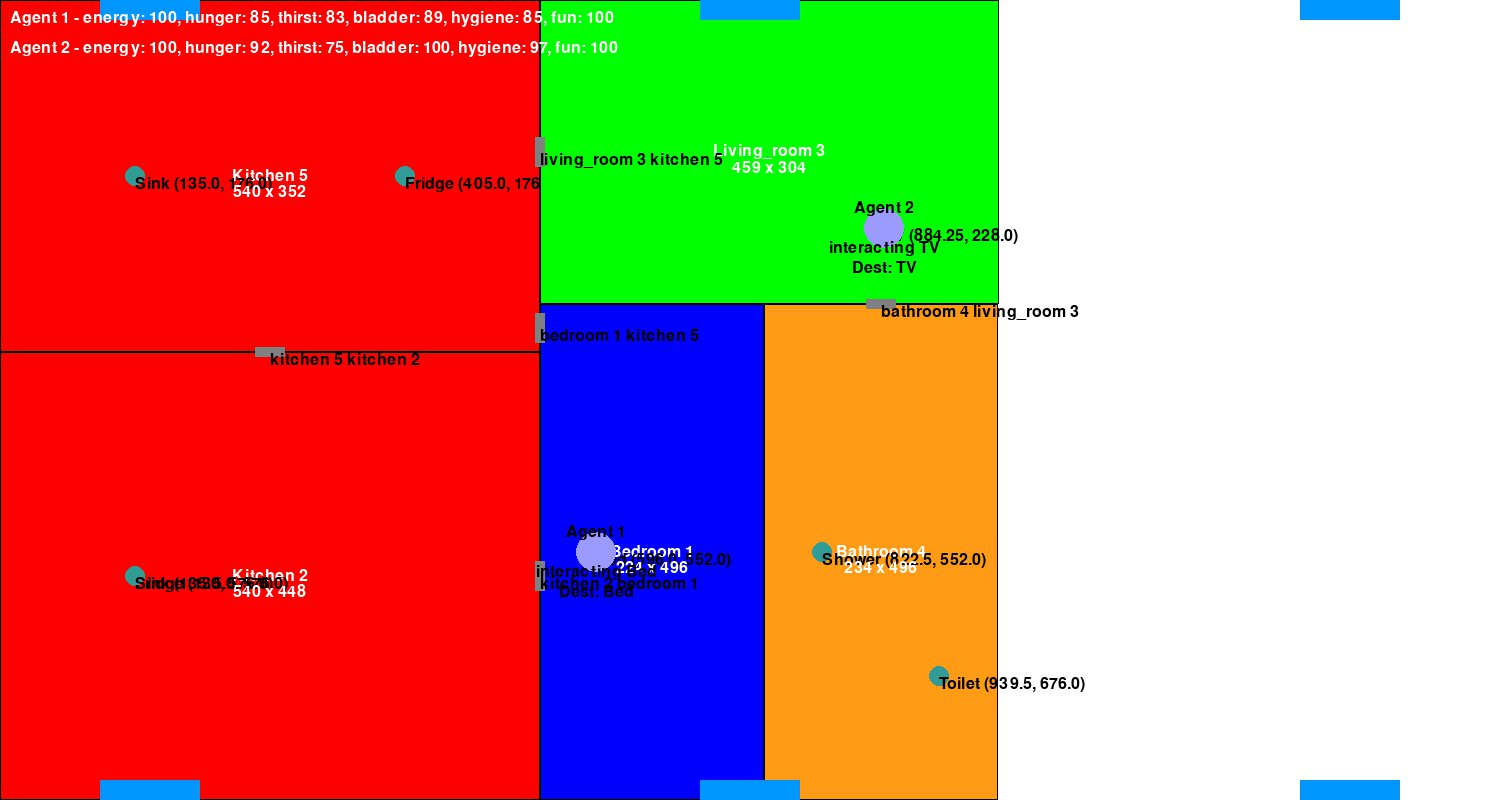 Agent 1 - energy: 100, hunger: 85, thirst: 83, bladder: 89, hygiene: 85, fun: 100
Agent 2 - energy: 100, hunger: 92, thirst: 75, bladder: 100, hygiene: 97, fun: 100
Living_room 3
living_room 3 kitchen 5
459 x 304
Kitchen 5
Sink (135.0, 176.0)
Fridge (405.0, 176
540 x 352
Agent 2
(884.25, 228.0)
interacting TV
Dest: TV
bathroom 4 living_room 3
bedroom 1 kitchen 5
kitchen 5 kitchen 2
Agent 1
Bedroom 1
552.0)
224 x 496
interacting Bed
kitchen 2 bedroom 1
Dest: Bed
Bathroom 4
Shower (822.5, 552.0)
234 x 496
Kitchen 2
540 x 448
Toilet (939.5, 676.0)